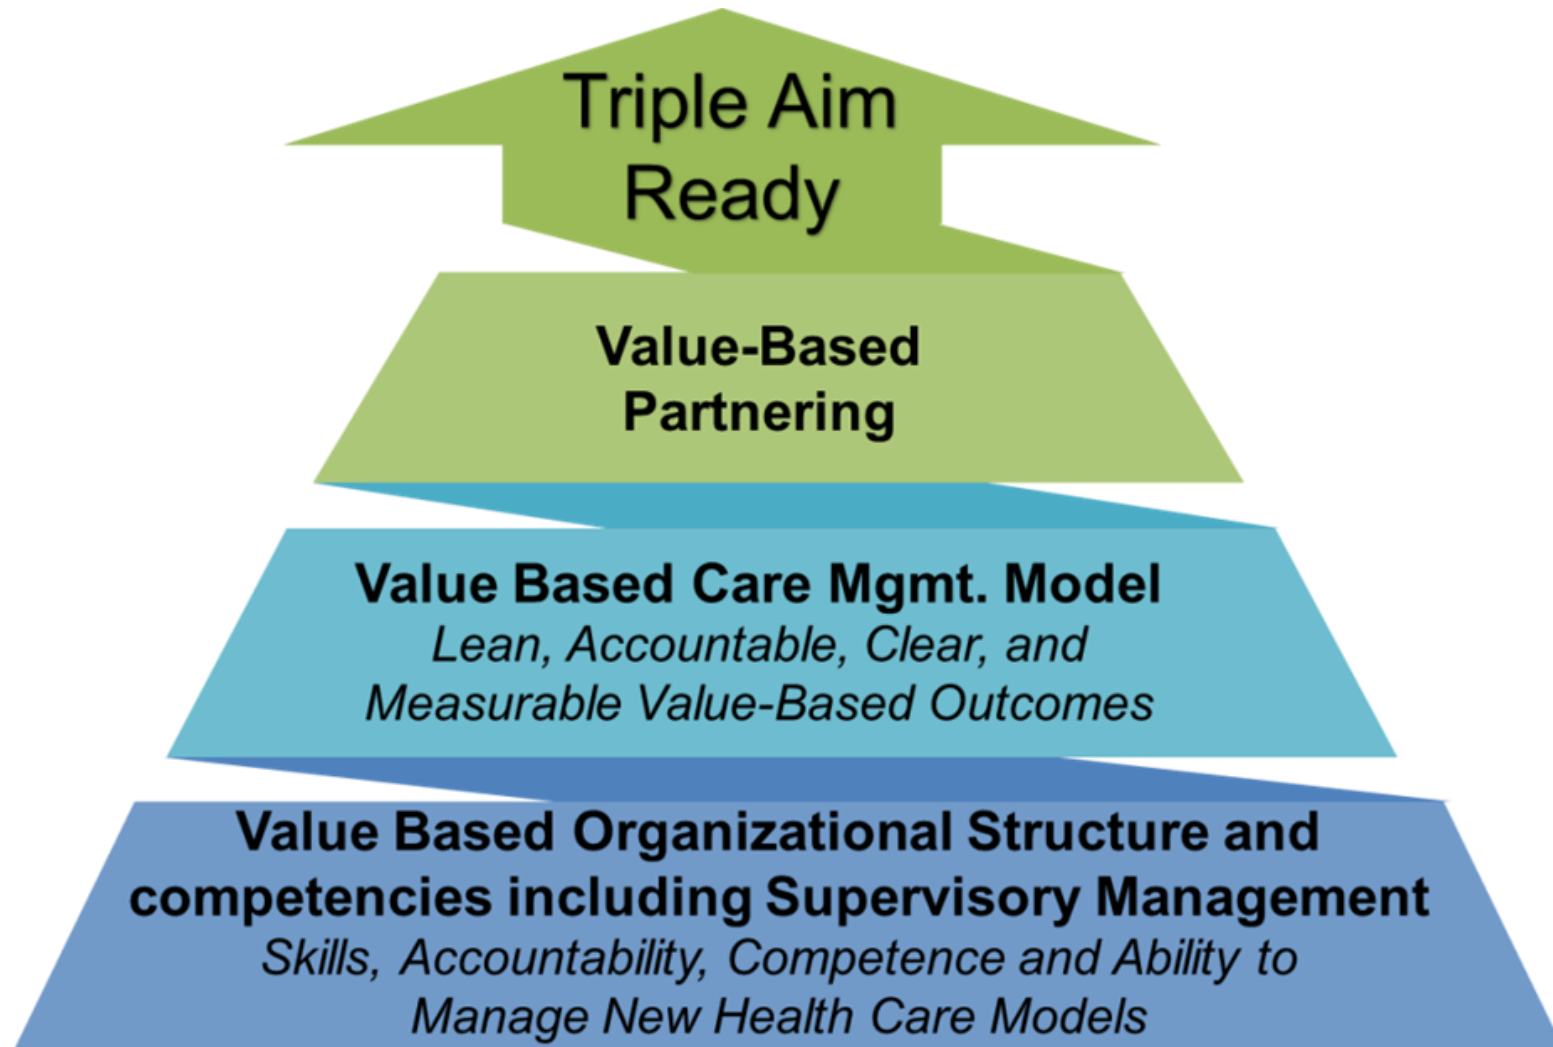 Triple Aim
Ready
Value-Based
Partnering
Value Based Care Mgmt. Model
Lean, Accountable, Clear, and
Measurable Value-Based Outcomes
Value Based Organizational Structure and
competencies including Supervisory Management
Skills, Accountability, Competence and Ability to
Manage New Health Care Models